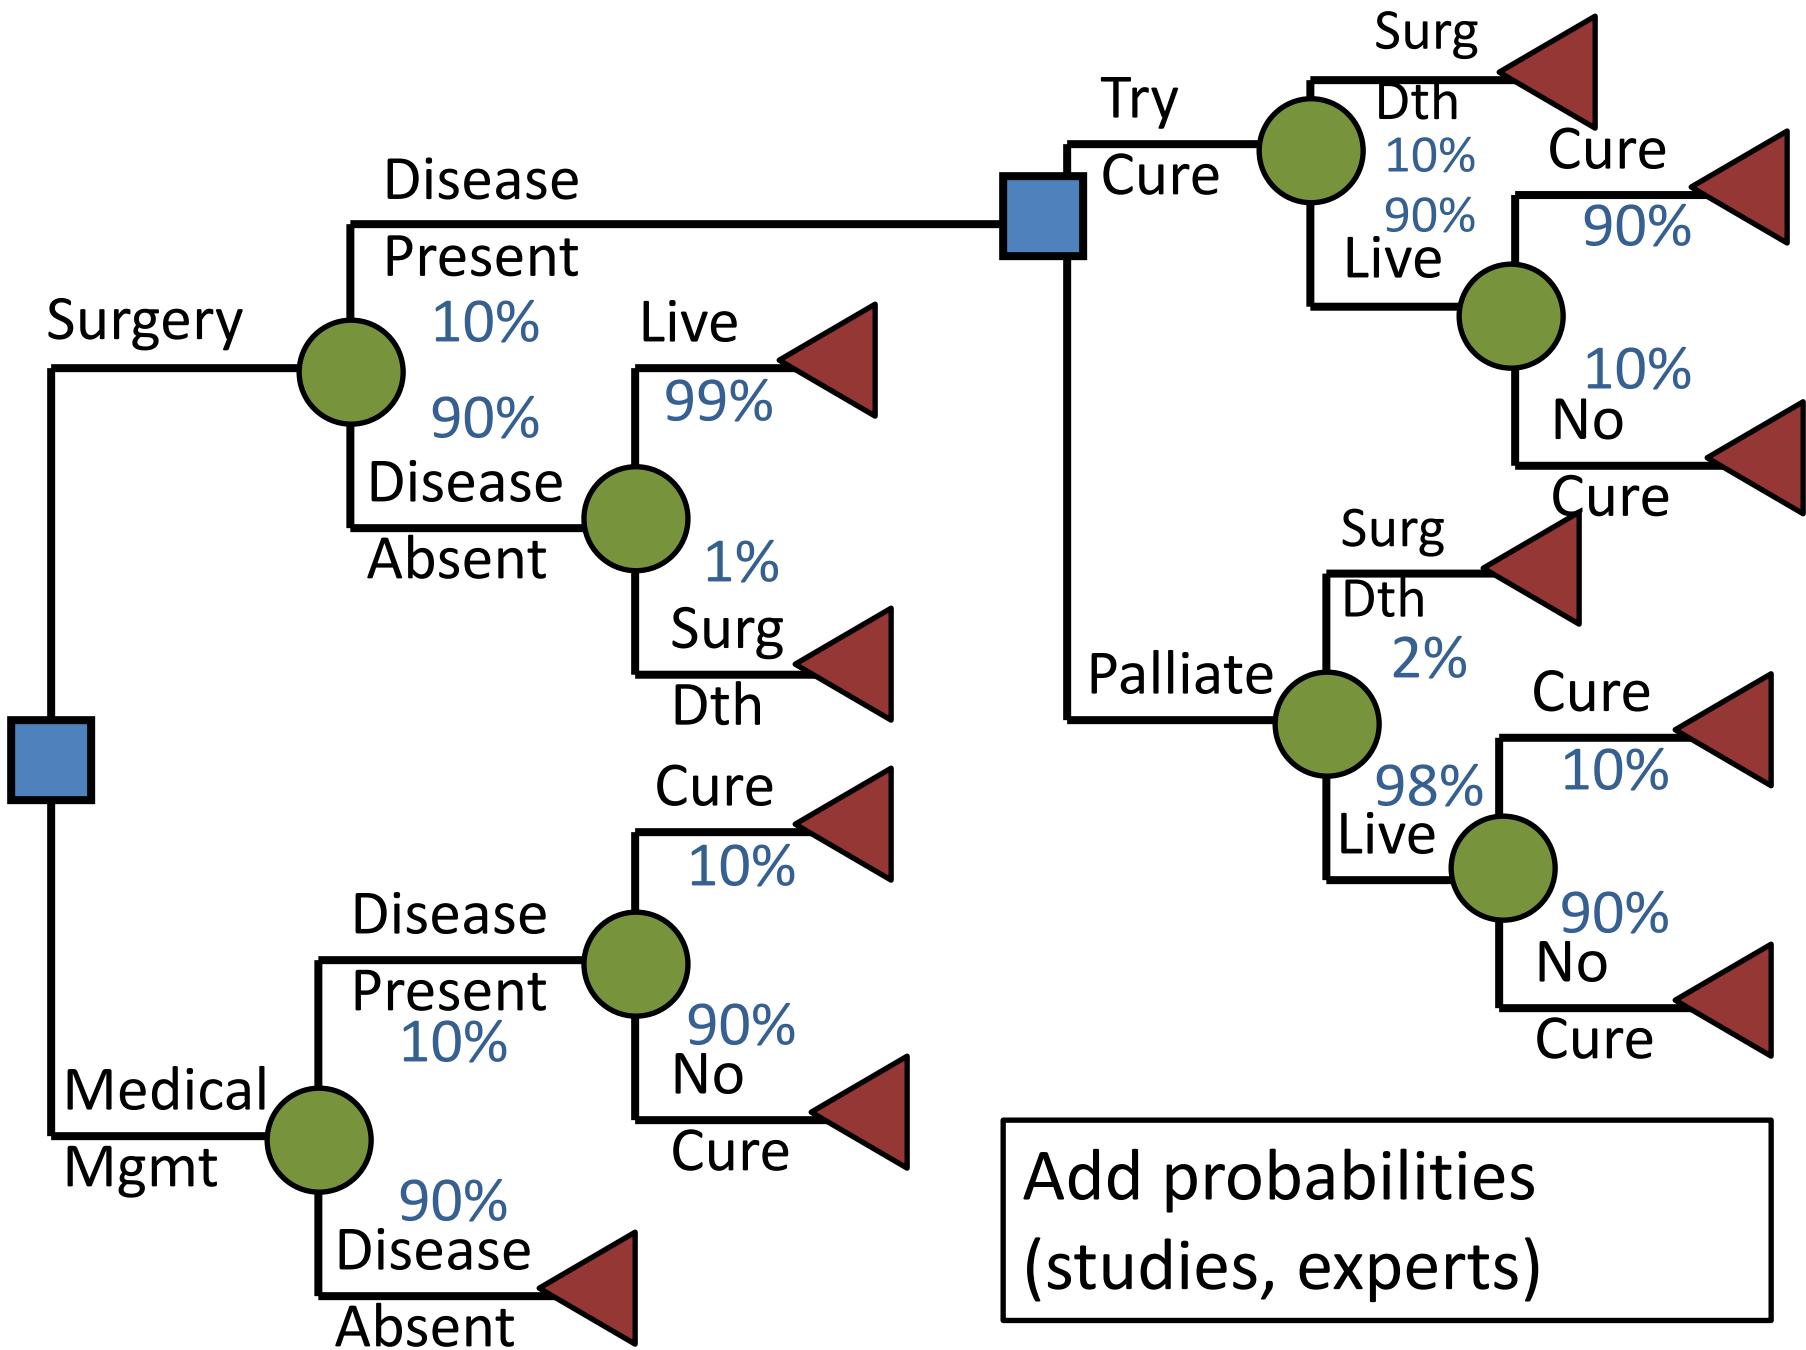 Surgery
Disease
Present
10%
90%
Disease
Absent
Live
99%
1%
Surg
Dth
Try
Cure
Surg
Dth
10%
90%
Live
Cure
90%
10%
No
Cure
Palliate
Surg
Dth
2%
98%
Live
Cure
10%
90%
No
Cure
Medical
Mgmt
Disease
Present
10%
90%
Disease
Absent
Cure
10%
90%
No
Cure
Add probabilities
(studies, experts)